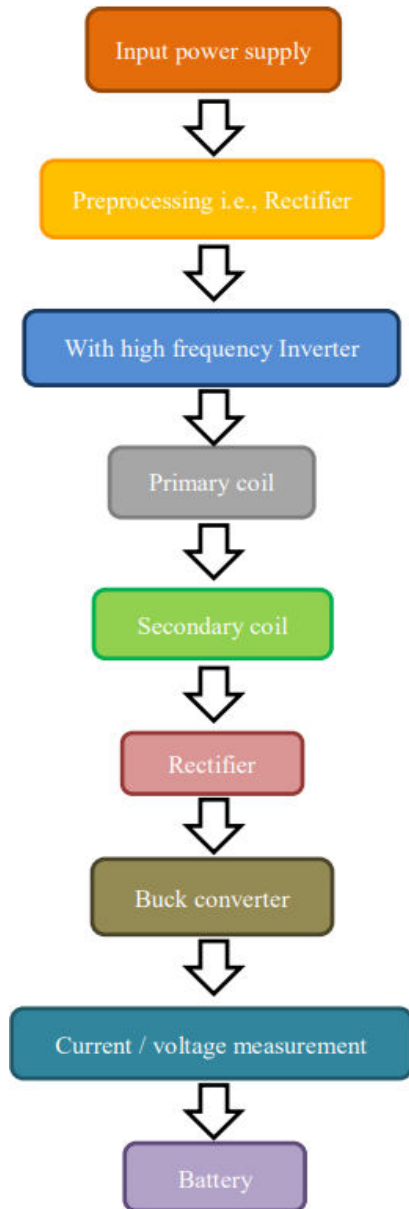 Input power supply
Preprocessing i.e., Rectifier
With high frequency Inverter
Primary coil
Secondary coil
Rectifier
Buck converter
Current / voltage measurement
Battery